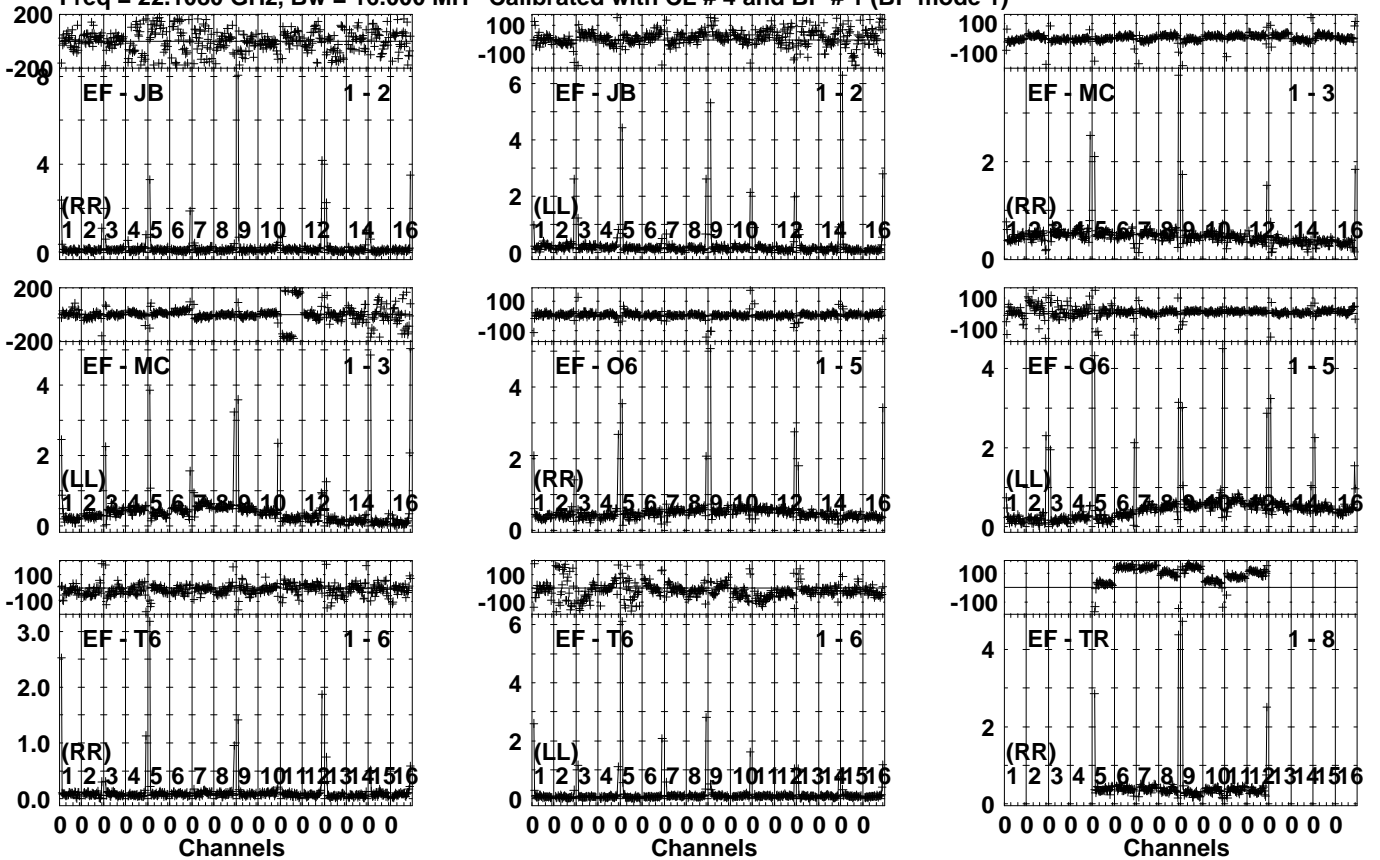 Freq = 22.1080 GHz, Bw = 16.000 MH Calibrated with CL # 4 and BP # 1 (BP mode 1)
200
-200
8
4
0
EF - JB 1 - 2
(RR)
1 2 3 4 5 6 7 8 9 10 12 14 16
100
-100
6
4
2
0
EF - JB 1 - 2
(LL)
1 2 3 4 5 6 7 8 9 10 12 14 16
100
-100
2
0
EF - MC 1 - 3
(RR)
1 2 3 4 5 6 7 8 9 10 12 14 16
200
-200
4
2
0
EF - MC 1 - 3
(LL)
1 2 3 4 5 6 7 8 9 10 12 14 16
100
-100
4
2
0
EF - O6 1 - 5
(RR)
1 2 3 4 5 6 7 8 9 10 12 14 16
100
-100
4
2
0
EF - O6 1 - 5
(LL)
1 2 3 4 5 6 7 8 9 10 12 14 16
100
-100
3.0
2.0
1.0
0.0
EF - T6 1 - 6
(RR)
1 2 3 4 5 6 7 8 9 10 11 12 13 14 15 16
0 0 0 0 0 0 0 0 0 0 0 0 0 0 0 0
Channels
100
-100
6
4
2
0
EF - T6 1 - 6
(LL)
1 2 3 4 5 6 7 8 9 10 11 12 13 14 15 16
0 0 0 0 0 0 0 0 0 0 0 0 0 0 0 0
Channels
100
-100
4
2
0
EF - TR 1 - 8
(RR)
1 2 3 4 5 6 7 8 9 10 11 12 13 14 15 16
0 0 0 0 0 0 0 0 0 0 0 0 0 0 0 0
Channels